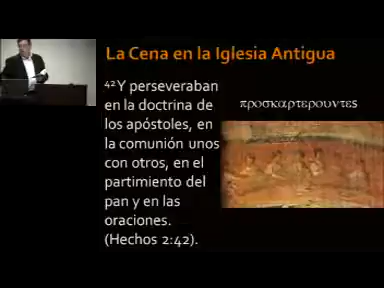 La Cena en la Iglesia Antigua
42Y perseveraban
en la doctrina de
los apóstoles, en
la comunión unos
con otros, en el
partimiento del
pan y en las
oraciones.
(Hechos 2:42).
προσκαρτερουντες